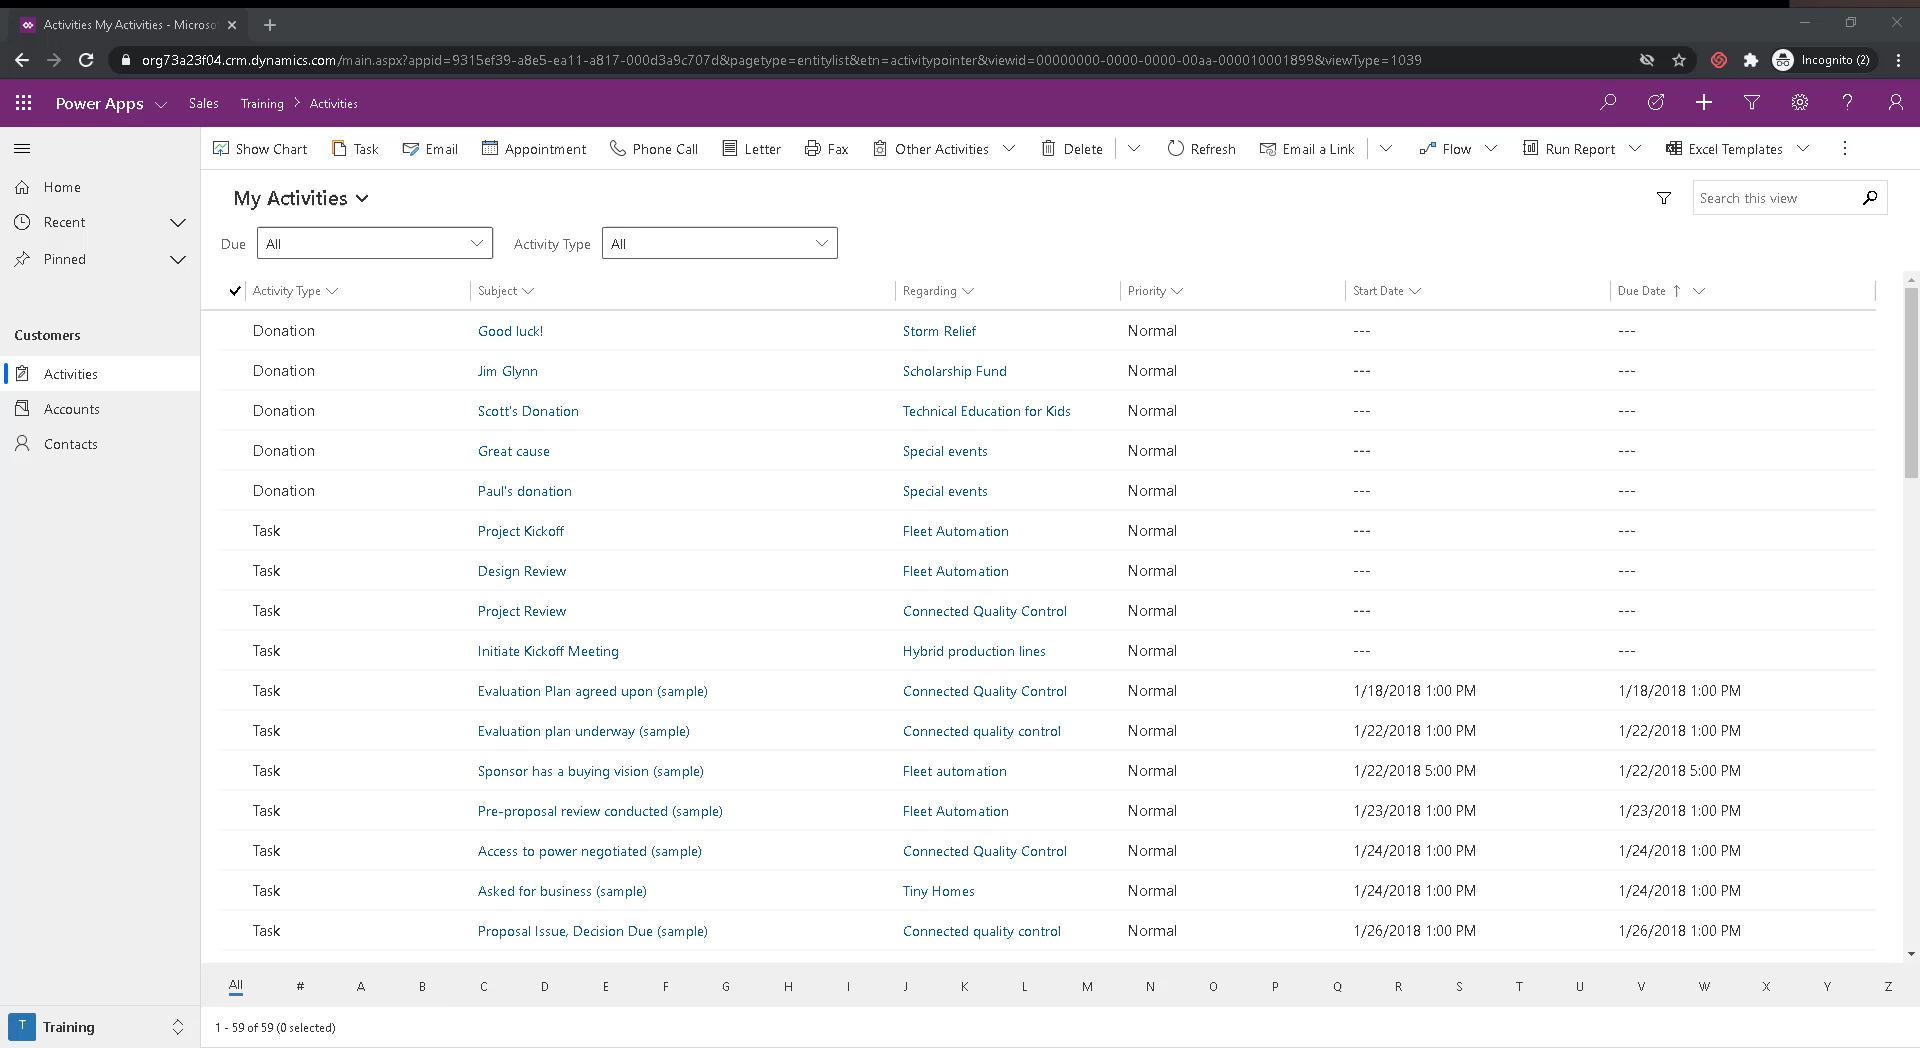 Activities My Activities - Microso
org73a23f04.crm.dynamics.com/main.aspx?appid=9315ef39-a8e5-ea11-a817-000d3a9c707d&pagetype=entitylist&etn=activitypointer&viewid=00000000-0000-0000-00aa-000010001899&viewType=1039 Incognito (2)
Power Apps Sales Training > Activities
Show Chart Task Email Appointment Phone Call Letter Fax Other Activities Delete Refresh Email a Link Flow Run Report Excel Templates
Home
Recent
Pinned
Customers
Activities
Accounts
Contacts
My Activities Search this view
Due All Activity Type All
Activity Type Subject Regarding Priority Start Date Due Date ↑
Donation Good luck! Storm Relief Normal --- ---
Donation Jim Glynn Scholarship Fund Normal --- ---
Donation Scott's Donation Technical Education for Kids Normal --- ---
Donation Great cause Special events Normal --- ---
Donation Paul's donation Special events Normal --- ---
Task Project Kickoff Fleet Automation Normal --- ---
Task Design Review Fleet Automation Normal --- ---
Task Project Review Connected Quality Control Normal --- ---
Task Initiate Kickoff Meeting Hybrid production lines Normal --- ---
Task Evaluation Plan agreed upon (sample) Connected Quality Control Normal 1/18/2018 1:00 PM 1/18/2018 1:00 PM
Task Evaluation plan underway (sample) Connected quality control Normal 1/22/2018 1:00 PM 1/22/2018 1:00 PM
Task Sponsor has a buying vision (sample) Fleet automation Normal 1/22/2018 5:00 PM 1/22/2018 5:00 PM
Task Pre-proposal review conducted (sample) Fleet Automation Normal 1/23/2018 1:00 PM 1/23/2018 1:00 PM
Task Access to power negotiated (sample) Connected Quality Control Normal 1/24/2018 1:00 PM 1/24/2018 1:00 PM
Task Asked for business (sample) Tiny Homes Normal 1/24/2018 1:00 PM 1/24/2018 1:00 PM
Task Proposal Issue, Decision Due (sample) Connected quality control Normal 1/26/2018 1:00 PM 1/26/2018 1:00 PM
All # A B C D E F G H I J K L M N O P Q R S T U V W X Y Z
T Training
1 - 59 of 59 (0 selected)